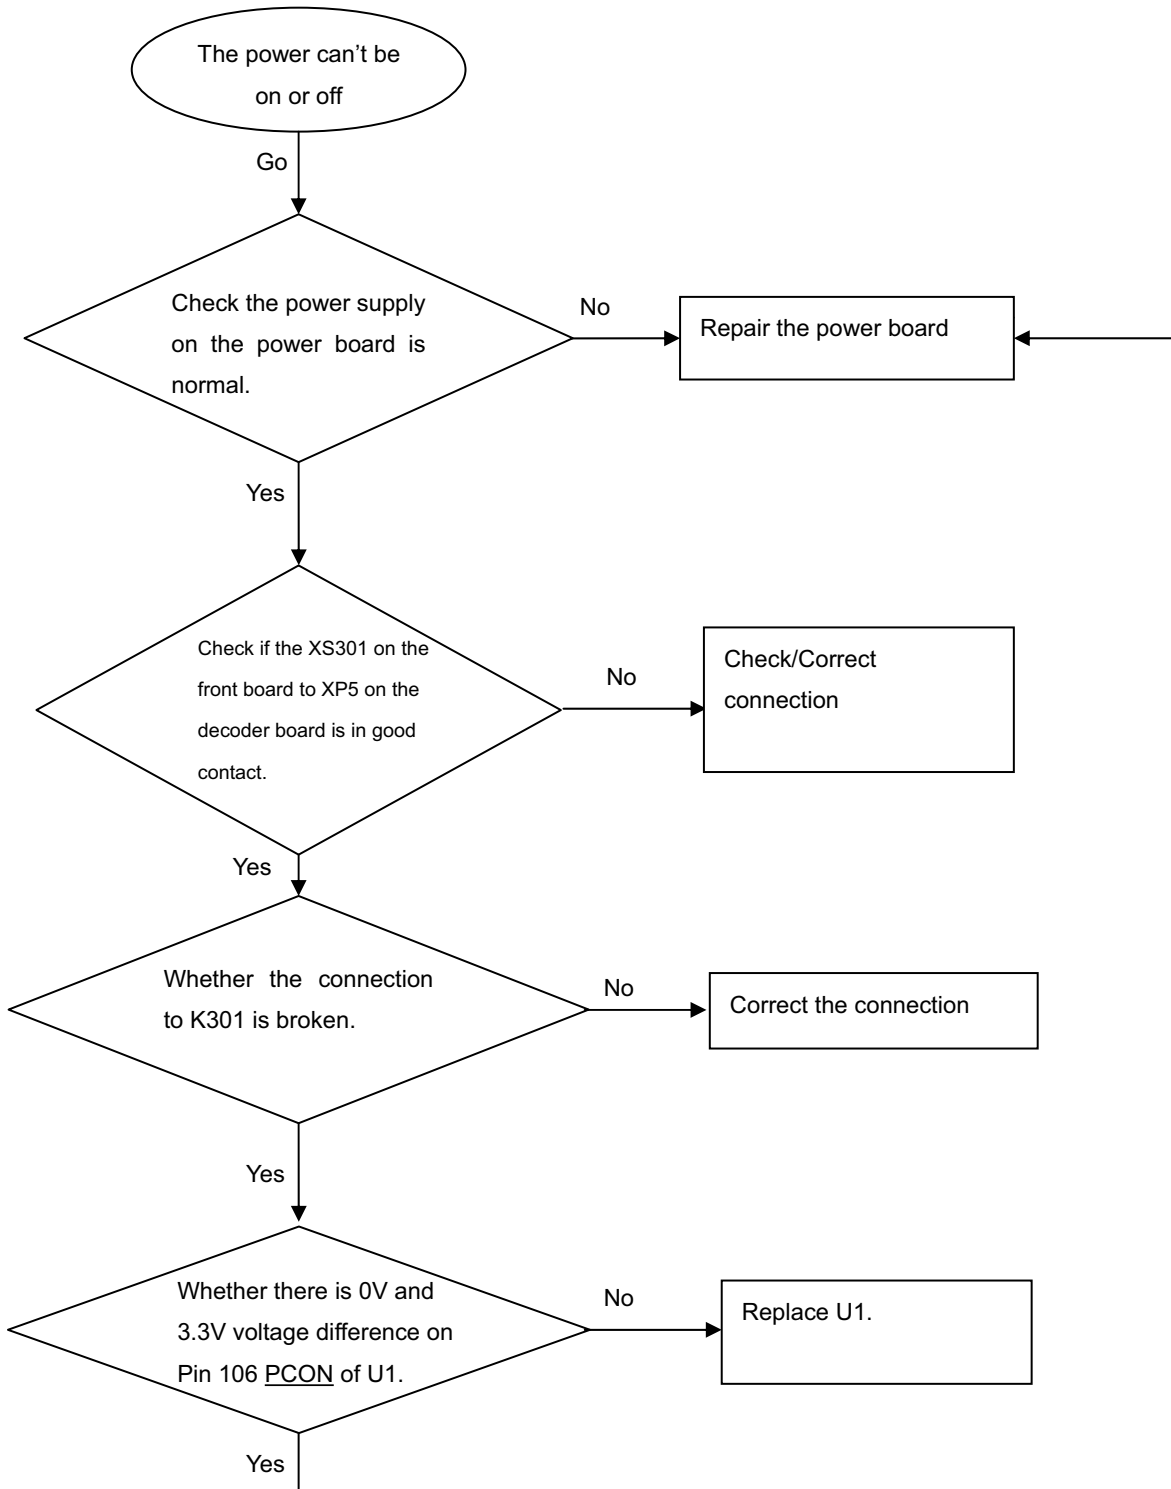 The power can't be
on or off
Go
Check the power supply
on the power board is
normal.
No
Repair the power board
Yes
Check if the XS301 on the
front board to XP5 on the
decoder board is in good
contact.
No
Check/Correct
connection
Yes
Whether the connection
to K301 is broken.
No
Correct the connection
Yes
Whether there is 0V and
3.3V voltage difference on
Pin 106 PCON of U1.
No
Replace U1.
Yes